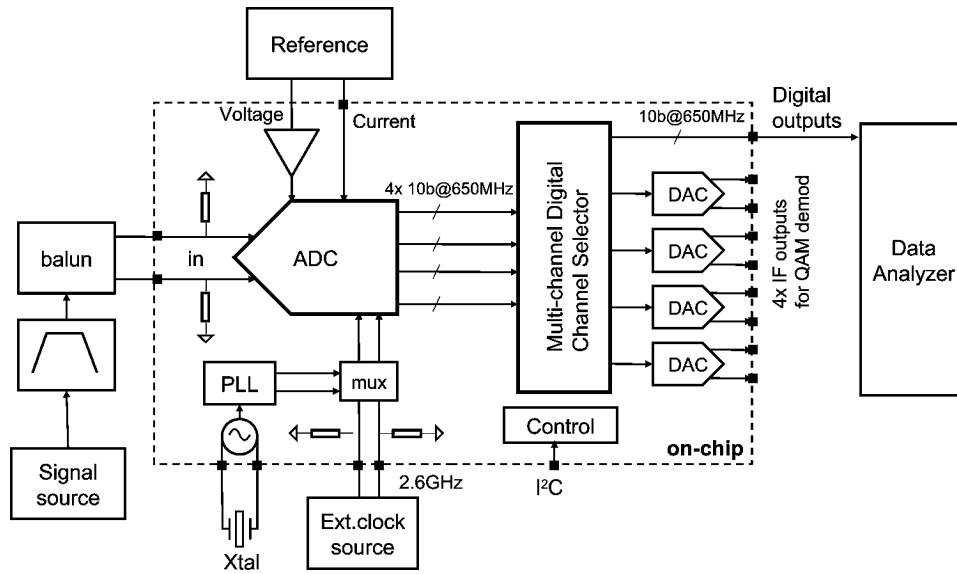 Reference
Voltage
Current
Digital
outputs
10b@650MHz
4x 10b@650MHz
balun
in
ADC
Multi-channel Digital
Channel Selector
DAC
DAC
DAC
DAC
4x IF outputs
for QAM demod
Data
Analyzer
PLL
mux
Control
on-chip
Signal
source
2.6GHz
I²C
Xtal
Ext.clock
source